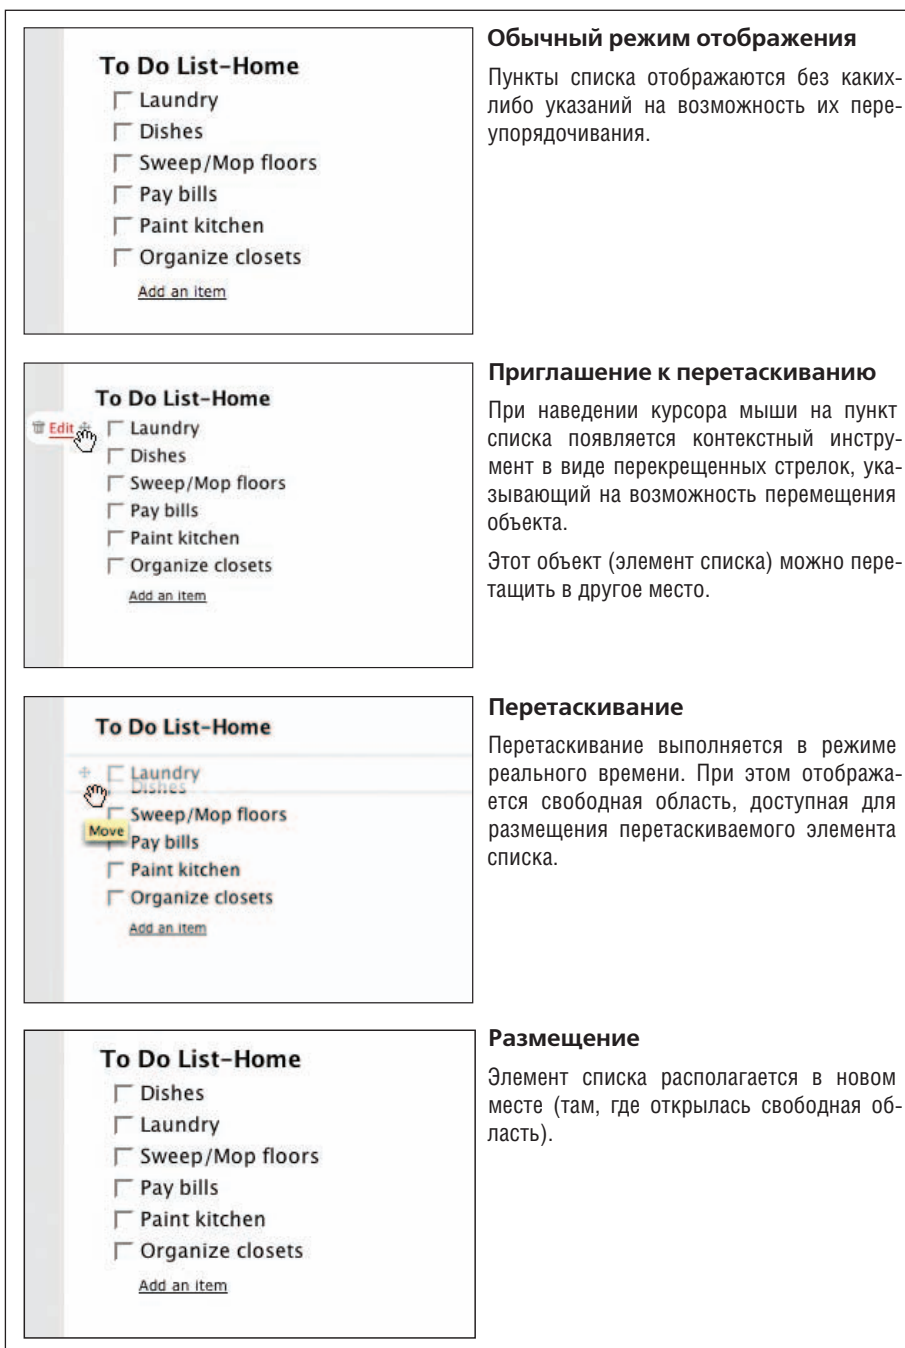 To Do List–Home
Laundry
Dishes
Sweep/Mop floors
Pay bills
Paint kitchen
Organize closets
Add an item
Обычный режим отображения
Пункты списка отображаются без каких-
либо указаний на возможность их пере-
упорядочивания.
To Do List–Home
Edit
Laundry
Dishes
Sweep/Mop floors
Pay bills
Paint kitchen
Organize closets
Add an item
Приглашение к перетаскиванию
При наведении курсора мыши на пункт
списка появляется контекстный инстру-
мент в виде перекрещенных стрелок, ука-
зывающий на возможность перемещения
объекта.
Этот объект (элемент списка) можно пере-
тащить в другое место.
To Do List–Home
Laundry
Dishes
Sweep/Mop floors
Move
Pay bills
Paint kitchen
Organize closets
Add an item
Перетаскивание
Перетаскивание выполняется в режиме
реального времени. При этом отобража-
ется свободная область, доступная для
размещения перетаскиваемого элемента
списка.
To Do List–Home
Dishes
Laundry
Sweep/Mop floors
Pay bills
Paint kitchen
Organize closets
Add an item
Размещение
Элемент списка располагается в новом
месте (там, где открылась свободная об-
ласть).